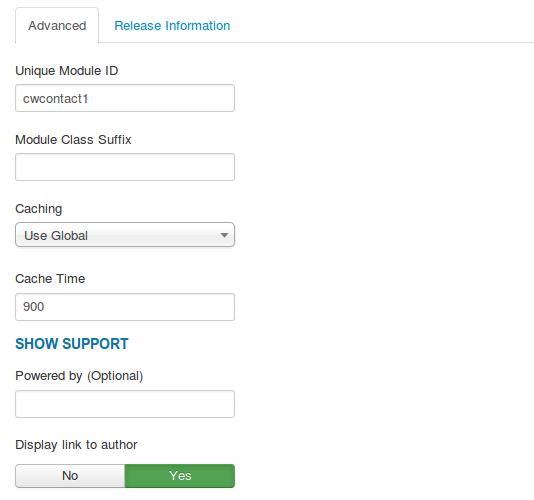 Advanced Release Information
Unique Module ID
cwcontact1
Module Class Suffix
Caching
Use Global
Cache Time
900
SHOW SUPPORT
Powered by (Optional)
Display link to author
No Yes